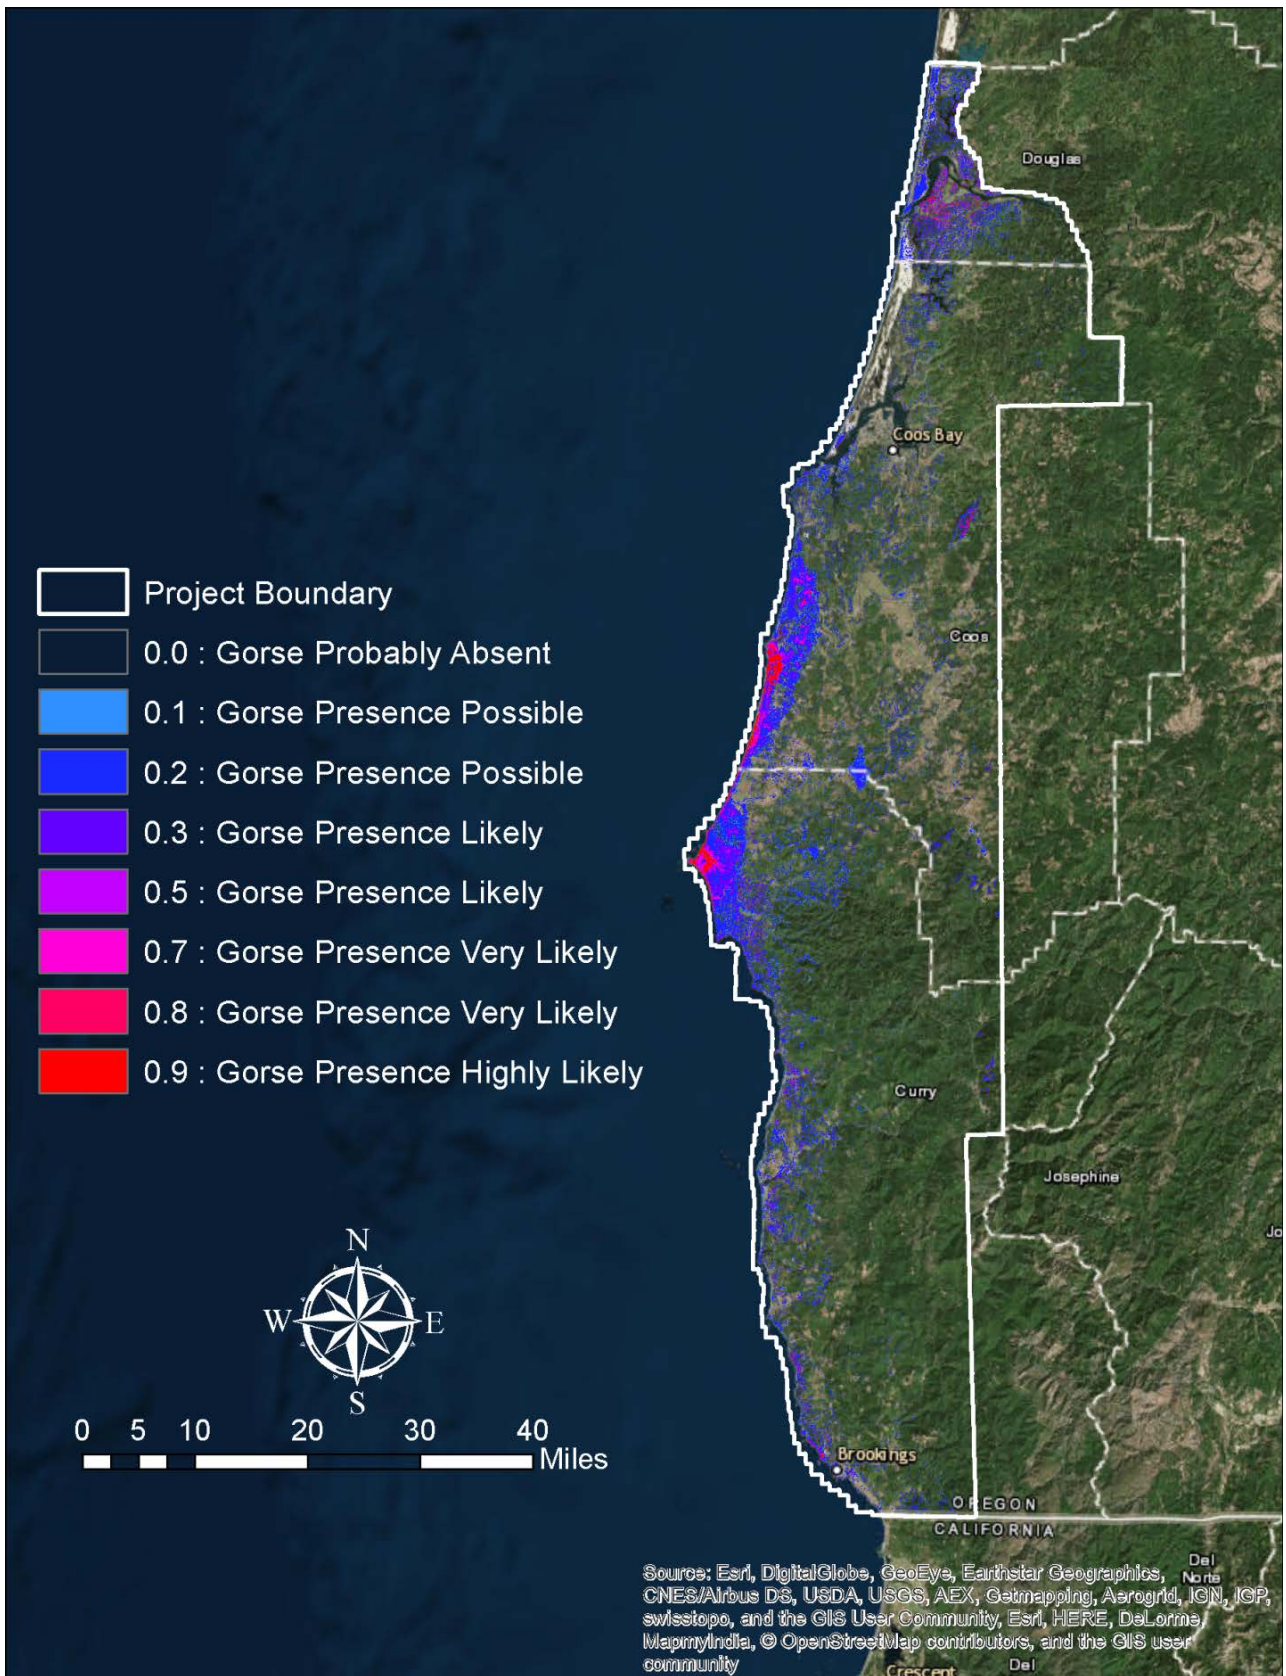 Douglas
Coos Bay
Project Boundary
0.0 : Gorse Probably Absent
Coos
0.1 : Gorse Presence Possible
0.2 : Gorse Presence Possible
0.3 : Gorse Presence Likely
0.5 : Gorse Presence Likely
0.7 : Gorse Presence Very Likely
0.8 : Gorse Presence Very Likely
0.9 : Gorse Presence Highly Likely
Curry
Josephine
Jo
N
W E
S
0 5 10 20 30 40
Miles
Brookings
OREGON
CALIFORNIA
Del
Norte
Source: Esri, DigitalGlobe, GeoEye, Earthstar Geographics,
CNES/Airbus DS, USDA, USGS, AEX, Getmapping, Aerogrid, IGN, IGP,
swisstopo, and the GIS User Community, Esri, HERE, DeLorme,
MapmyIndia, © OpenStreetMap contributors, and the GIS user
community
Crescent
Del